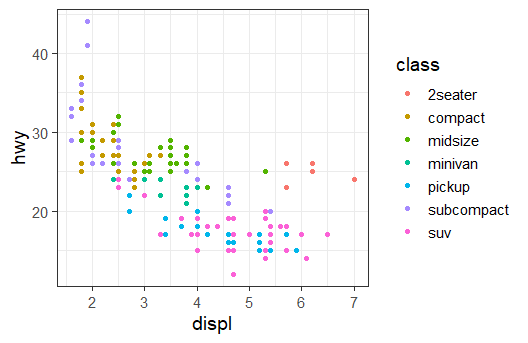 class
2seater
compact
midsize
minivan
pickup
subcompact
suv
hwy
40
30
20
2 3 4 5 6 7
displ